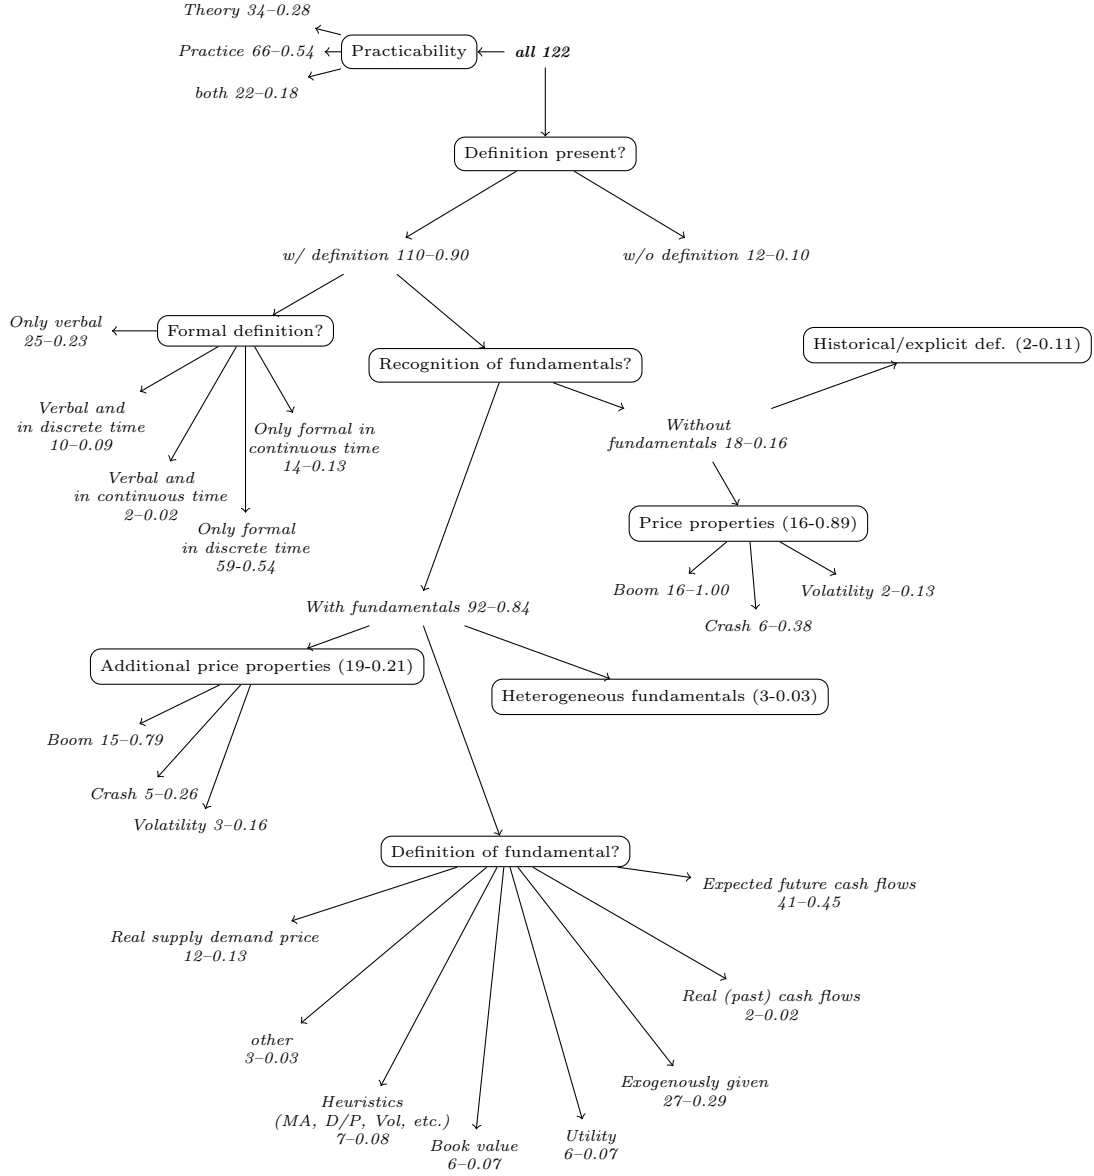 Theory 34–0.28
Practice 66–0.54
Practicability
all 122
both 22–0.18
Definition present?
w/ definition 110–0.90
w/o definition 12–0.10
Only verbal
25–0.23
Formal definition?
Historical/explicit def. (2-0.11)
Recognition of fundamentals?
Verbal and
in discrete time
10–0.09
Only formal in
continuous time
14–0.13
Without
fundamentals 18–0.16
Verbal and
in continuous time
2–0.02
Only formal
in discrete time
59-0.54
Price properties (16-0.89)
Boom 16–1.00
Volatility 2–0.13
Crash 6–0.38
With fundamentals 92–0.84
Additional price properties (19-0.21)
Heterogeneous fundamentals (3-0.03)
Boom 15–0.79
Crash 5–0.26
Volatility 3–0.16
Definition of fundamental?
Expected future cash flows
41–0.45
Real supply demand price
12–0.13
Real (past) cash flows
2–0.02
other
3–0.03
Exogenously given
27–0.29
Heuristics
(MA, D/P, Vol, etc.)
7–0.08
Book value
6–0.07
Utility
6–0.07